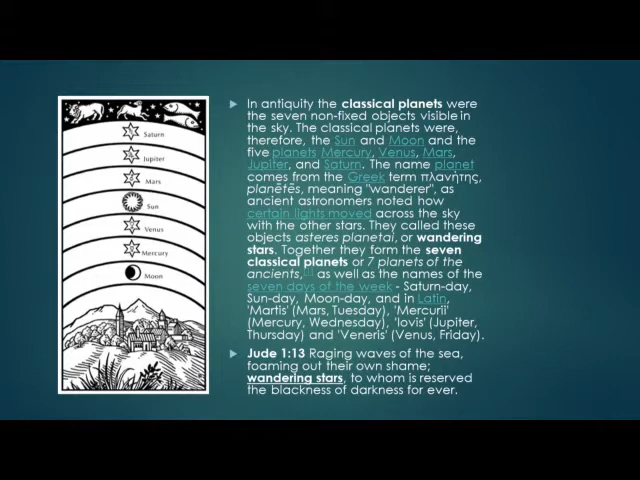 Saturn
Jupiter
Mars
Sun
Venus
Mercury
Moon
In antiquity the classical planets were
the seven non-fixed objects visible in
the sky. The classical planets were,
therefore, the Sun and Moon and the
five planets Mercury, Venus, Mars,
Jupiter, and Saturn. The name planet
comes from the Greek term πλανήτης,
planētēs, meaning "wanderer", as
ancient astronomers noted how
certain lights moved across the sky
with the other stars. They called these
objects asteres planetai, or wandering
stars. Together they form the seven
classical planets or 7 planets of the
ancients, as well as the names of the
seven days of the week - Saturn-day,
Sun-day, Moon-day, and in Latin,
'Martis' (Mars, Tuesday), 'Mercurii'
(Mercury, Wednesday), 'Iovis' (Jupiter,
Thursday) and 'Veneris' (Venus, Friday).
Jude 1:13 Raging waves of the sea,
foaming out their own shame;
wandering stars, to whom is reserved
the blackness of darkness for ever.